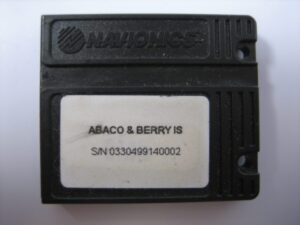 NAVIONICS
ABACO & BERRY IS
S/N 0330499140002